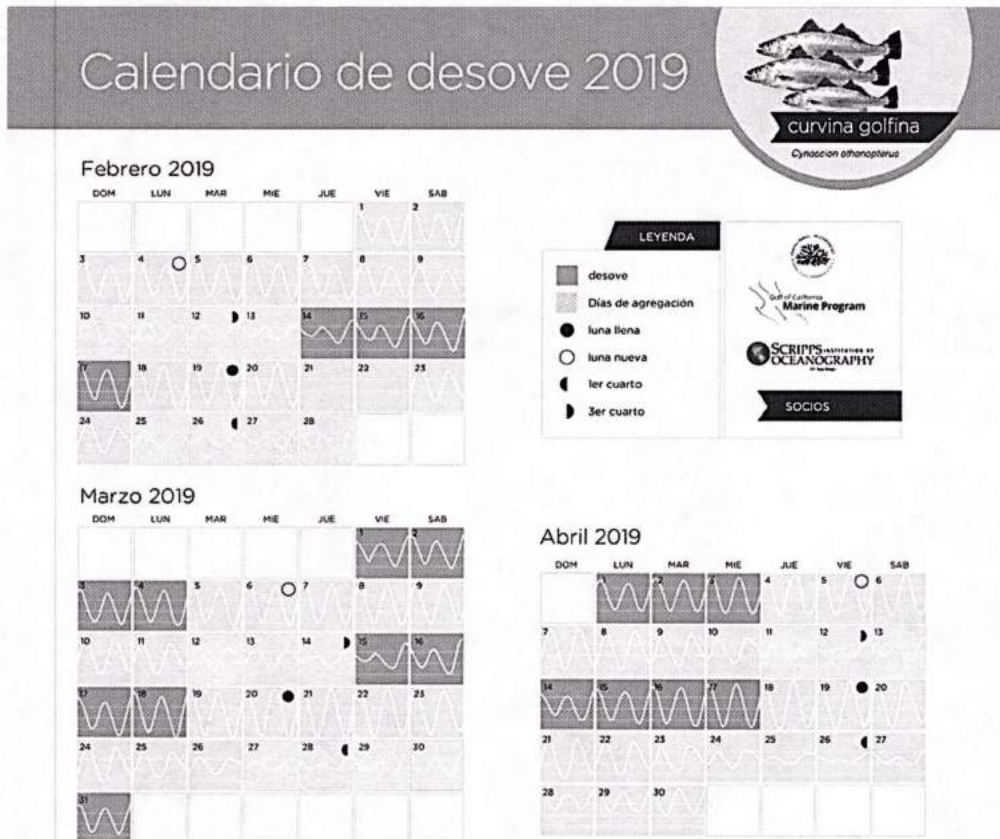 Calendario de desove 2019
curvina golfina
Cynoscion othonopterus
Febrero 2019
DOM LUN MAR MIE JUE VIE SAB
1 2
3 4 5 6 7 8 9
10 11 12 13 14 15 16
17 18 19 20 21 22 23
24 25 26 27 28
LEYENDA
desove
Días de agregación
luna llena
luna nueva
1er cuarto
3er cuarto
Gulf of California
Marine Program
SCRIPPS INSTITUTION OF
OCEANOGRAPHY
UC San Diego
SOCIOS
Marzo 2019
DOM LUN MAR MIE JUE VIE SAB
1 2
3 4 5 6 7 8 9
10 11 12 13 14 15 16
17 18 19 20 21 22 23
24 25 26 27 28 29 30
31
Abril 2019
DOM LUN MAR MIE JUE VIE SAB
1 2 3 4 5 6
7 8 9 10 11 12 13
14 15 16 17 18 19 20
21 22 23 24 25 26 27
28 29 30